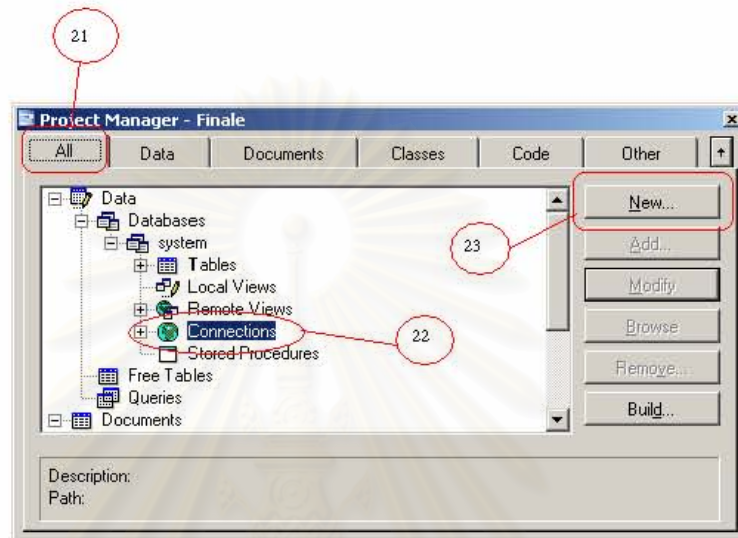 21
Project Manager - Finale
All Data Documents Classes Code Other
Data
Databases
system
Tables
Local Views
Remote Views
Connections
Stored Procedures
Free Tables
Queries
Documents
23
22
New...
Add...
Modify
Browse
Remove...
Build...
Description:
Path: